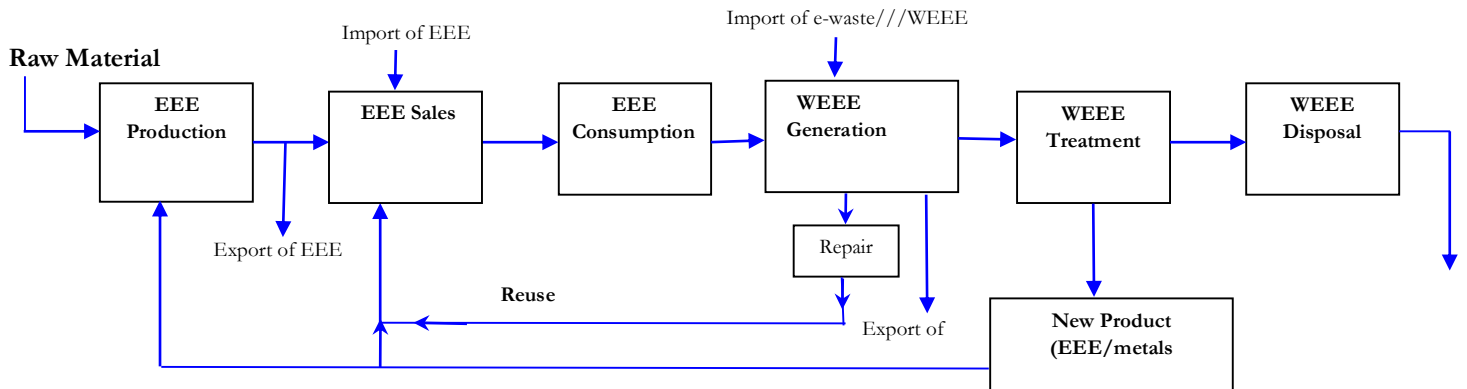 Import of e-waste///WEEE
Import of EEE
Raw Material
EEE
Production
EEE Sales
EEE
Consumption
WEEE
Generation
WEEE
Treatment
WEEE
Disposal
Export of EEE
Repair
Reuse
Export of
New Product
(EEE/metals